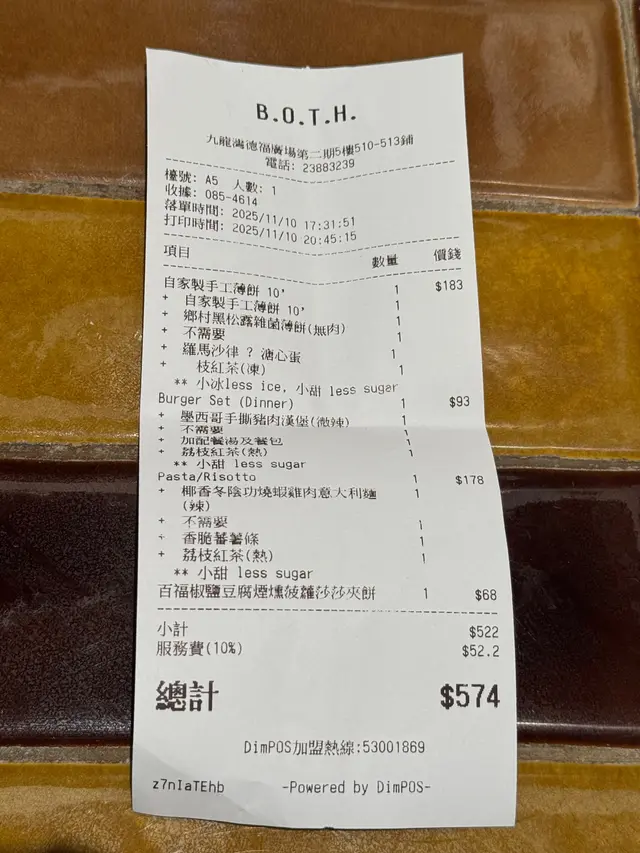 B.O.T.H.
九龍灣德福廣場第二期5樓510-513鋪
電話: 23883239
檯號: A5 人數: 1
收據: 085-4614
落單時間: 2025/11/10 17:31:51
打印時間: 2025/11/10 20:45:15
項目 數量 價錢
自家製手工薄餅 10' 1 $183
+ 自家製手工薄餅 10' 1
+ 鄉村黑松露雜菌薄餅(無肉) 1
+ 不需要 1
+ 羅馬沙律 ? 溏心蛋 1
+ 枝紅茶(凍) 1
** 小冰less ice, 小甜 less sugar
Burger Set (Dinner) 1 $93
+ 墨西哥手撕豬肉漢堡(微辣) 1
+ 不需要 1
+ 加配餐湯及餐包 1
+ 荔枝紅茶(熱) 1
** 小甜 less sugar
Pasta/Risotto 1 $178
+ 椰香冬陰功燒蝦雞肉意大利麵 1
(辣)
+ 不需要 1
+ 香脆蕃薯條 1
+ 荔枝紅茶(熱) 1
** 小甜 less sugar
百福椒鹽豆腐煙燻菠蘿莎莎夾餅 1 $68
小計 $522
服務費(10%) $52.2
總計 $574
DimPOS加盟熱線:53001869
z7nIaTEhb -Powered by DimPOS-